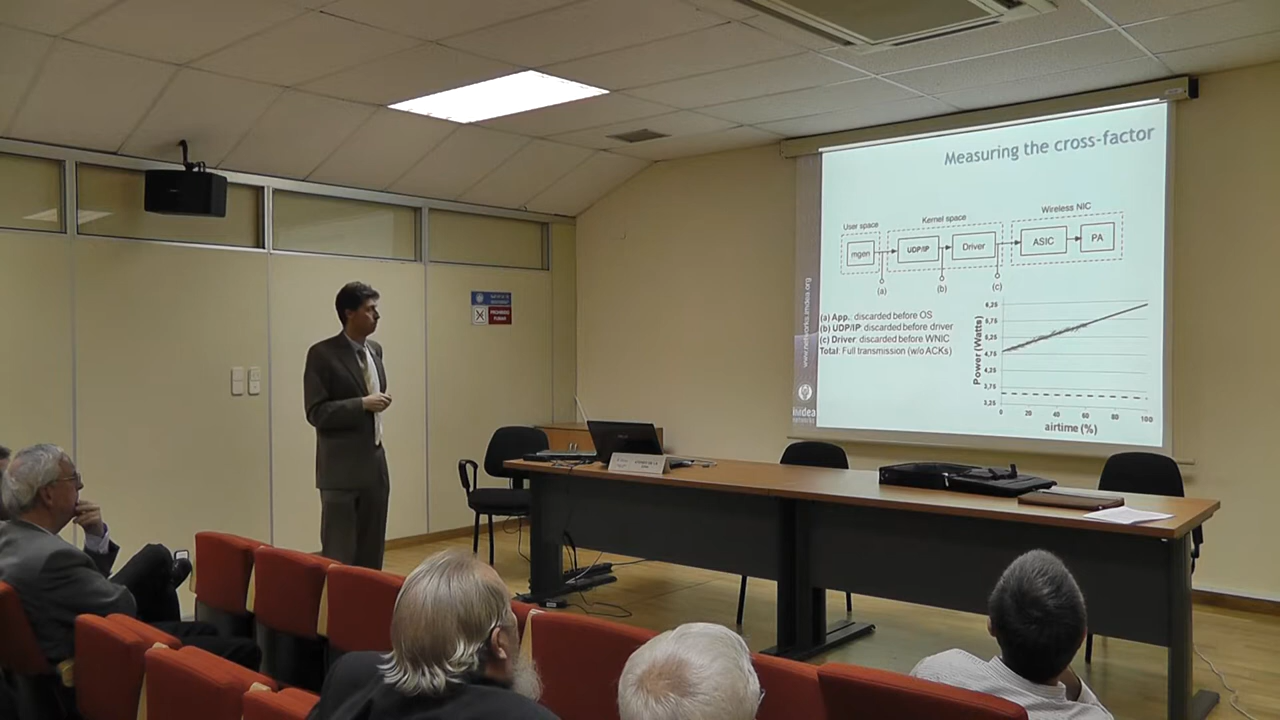 Measuring the cross-factor
User space
Kernel space
Wireless NIC
mgen
UDP/IP
Driver
ASIC
PA
(a)
(b)
(c)
(a) App.: discarded before OS
(b) UDP/IP: discarded before driver
(c) Driver: discarded before WNIC
Total: Full transmission (w/o ACKs)
Power (Watts)
6,25
5,75
5,25
4,75
4,25
3,75
3,25
0
20
40
60
80
100
airtime (%)
www.networks.imdea.org
imdea
networks